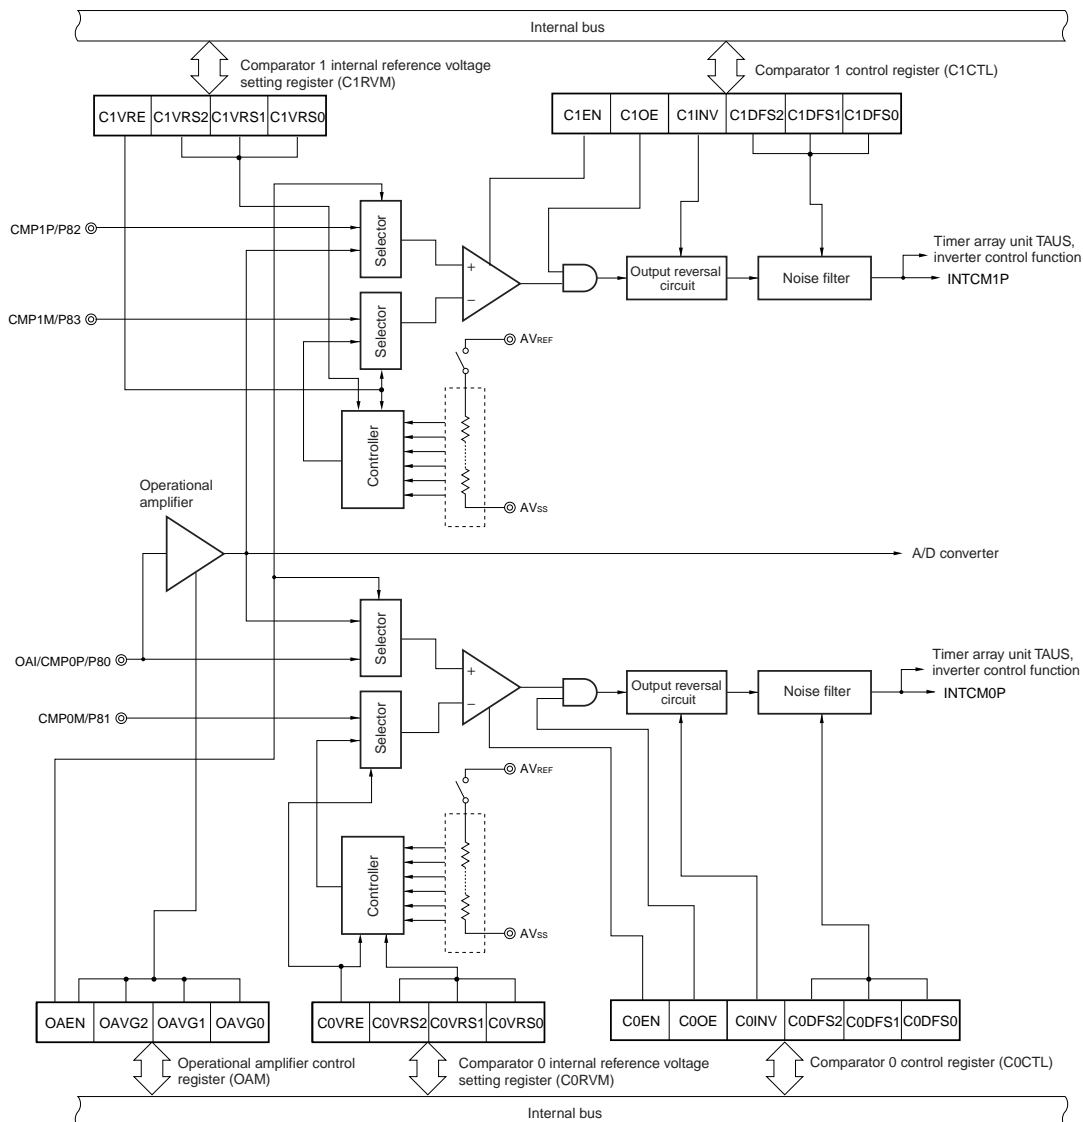 Internal bus
Comparator 1 internal reference voltage
setting register (C1RVM)
Comparator 1 control register (C1CTL)
C1VRE C1VRS2 C1VRS1 C1VRS0
C1EN C1OE C1INV C1DFS2 C1DFS1 C1DFS0
CMP1P/P82
Selector
+
−
Output reversal
circuit
Noise filter
Timer array unit TAUS,
inverter control function
INTCM1P
CMP1M/P83
Selector
AVREF
Controller
AVSS
Operational
amplifier
A/D converter
Selector
OAI/CMP0P/P80
+
−
Output reversal
circuit
Noise filter
Timer array unit TAUS,
inverter control function
INTCM0P
CMP0M/P81
Selector
AVREF
Controller
AVSS
OAEN OAVG2 OAVG1 OAVG0
C0VRE C0VRS2 C0VRS1 C0VRS0
C0EN C0OE C0INV C0DFS2 C0DFS1 C0DFS0
Operational amplifier control
register (OAM)
Comparator 0 internal reference voltage
setting register (C0RVM)
Comparator 0 control register (C0CTL)
Internal bus